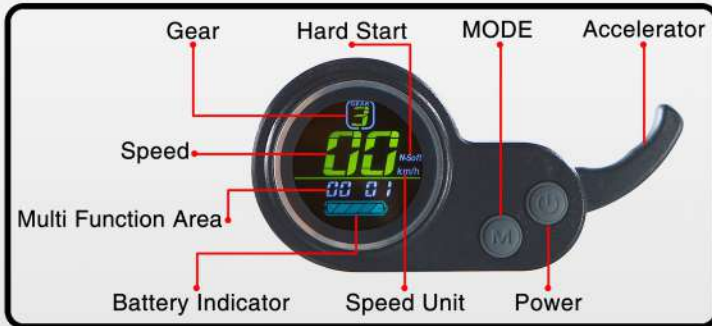 Gear
Hard Start
MODE
Accelerator
GEAR
3
Speed
00
N-Soft
km/h
Multi Function Area
00 01
M
Battery Indicator
Speed Unit
Power